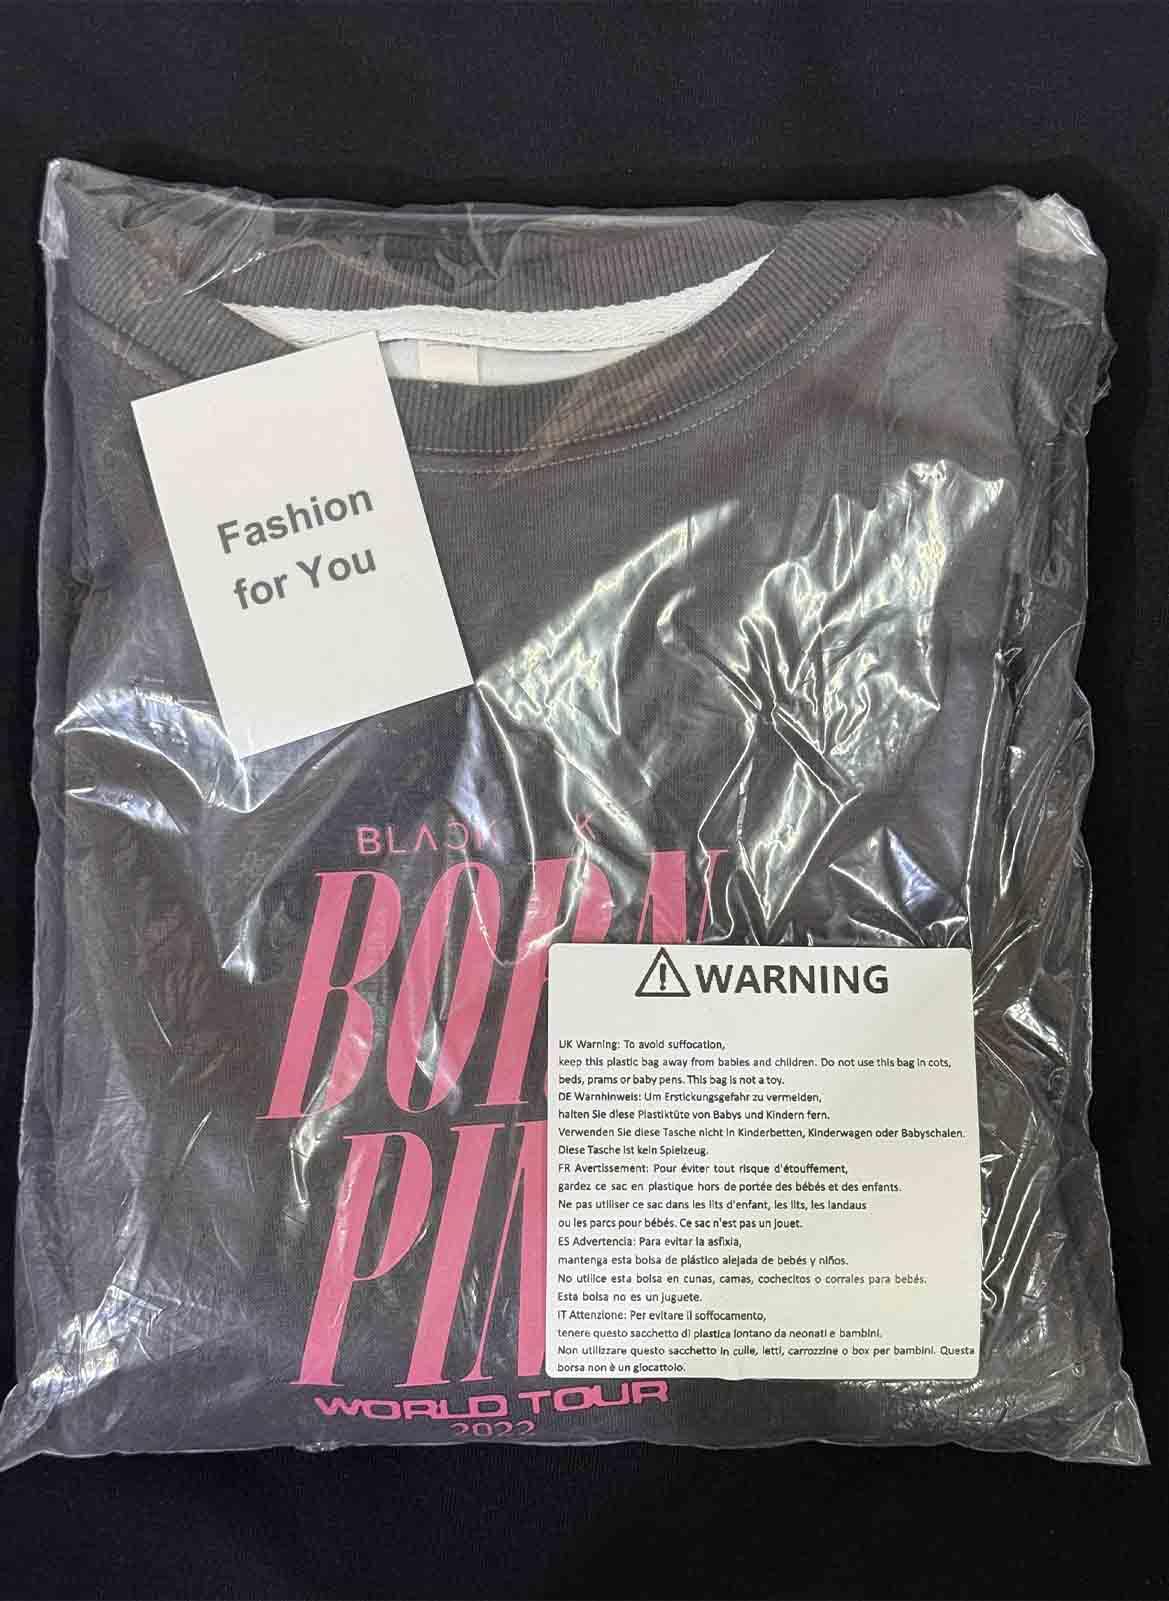 Fashion
for You
BLACK K
BORN
PIN
WORLD TOUR
2022
WARNING
UK Warning: To avoid suffocation,
keep this plastic bag away from babies and children. Do not use this bag in cots,
beds, prams or baby pens. This bag is not a toy.
DE Warnhinweis: Um Erstickungsgefahr zu vermeiden,
halten Sie diese Plastiktüte von Babys und Kindern fern.
Verwenden Sie diese Tasche nicht in Kinderbetten, Kinderwagen oder Babyschalen.
Diese Tasche ist kein Spielzeug.
FR Avertissement: Pour éviter tout risque d'étouffement,
gardez ce sac en plastique hors de portée des bébés et des enfants.
Ne pas utiliser ce sac dans les lits d'enfant, les lits, les landaus
ou les parcs pour bébés. Ce sac n'est pas un jouet.
ES Advertencia: Para evitar la asfixia,
mantenga esta bolsa de plástico alejada de bebés y niños.
No utilice esta bolsa en cunas, camas, cochecitos o corrales para bebés.
Esta bolsa no es un juguete.
IT Attenzione: Per evitare il soffocamento,
tenere questo sacchetto di plastica lontano da neonati e bambini.
Non utilizzare questo sacchetto in culle, letti, carrozzine o box per bambini. Questa
borsa non è un giocattolo.